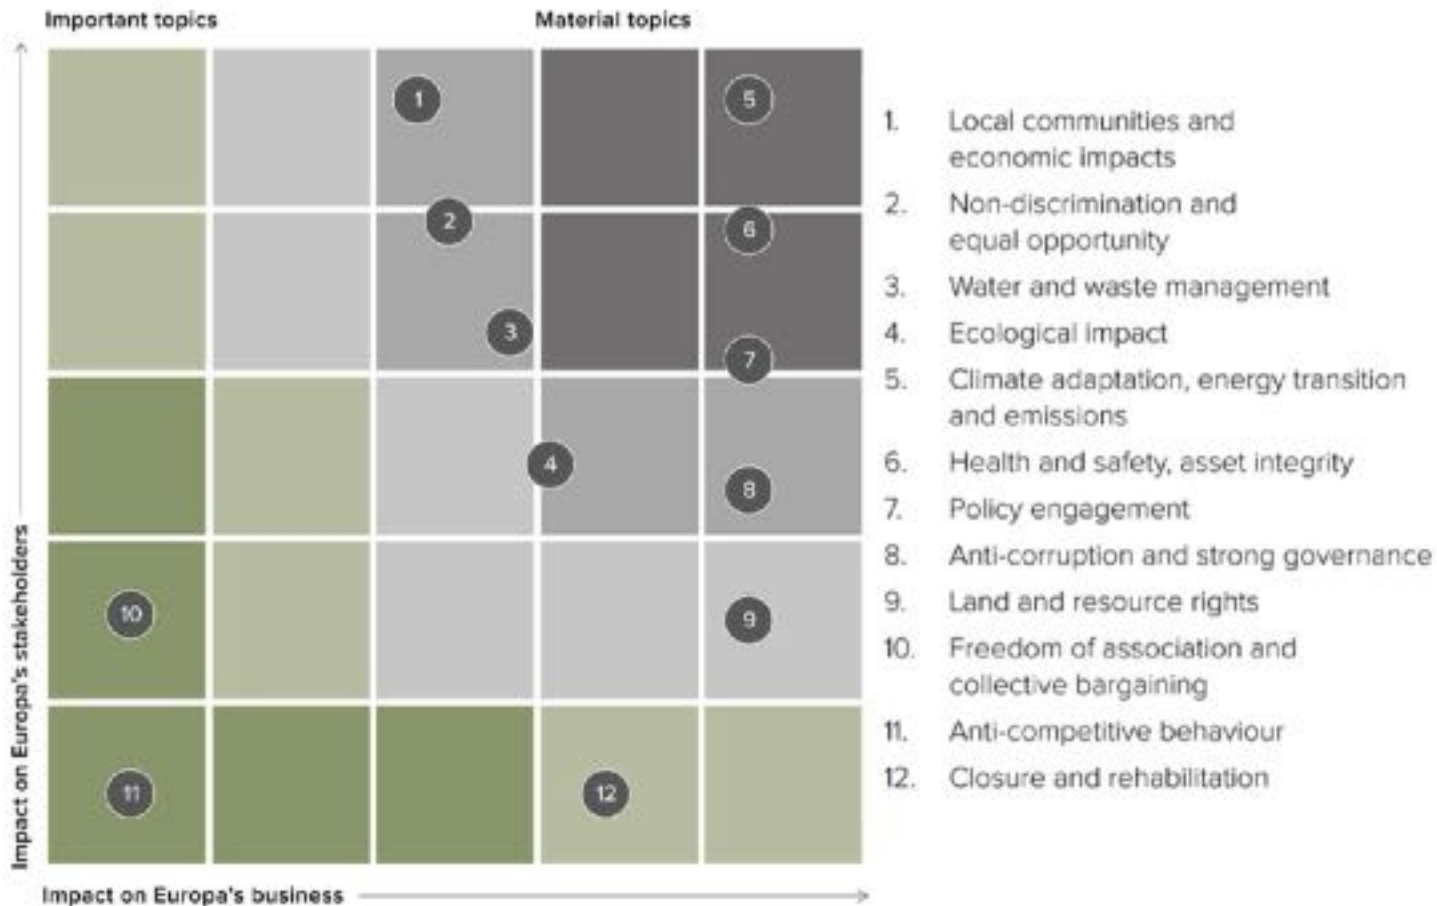 Important topics
Material topics
1
5
2
6
3
7
4
8
10
9
11
12
Impact on Europa's stakeholders
Impact on Europa's business
1. Local communities and
economic impacts
2. Non-discrimination and
equal opportunity
3. Water and waste management
4. Ecological impact
5. Climate adaptation, energy transition
and emissions
6. Health and safety, asset integrity
7. Policy engagement
8. Anti-corruption and strong governance
9. Land and resource rights
10. Freedom of association and
collective bargaining
11. Anti-competitive behaviour
12. Closure and rehabilitation